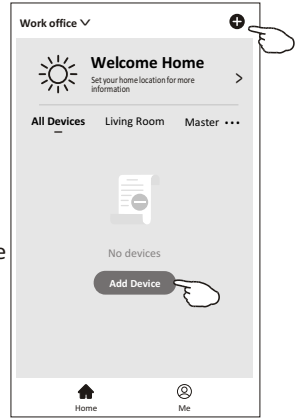 Work office
Welcome Home
Set your home location for more
information
All Devices Living Room Master
No devices
Add Device
Home Me